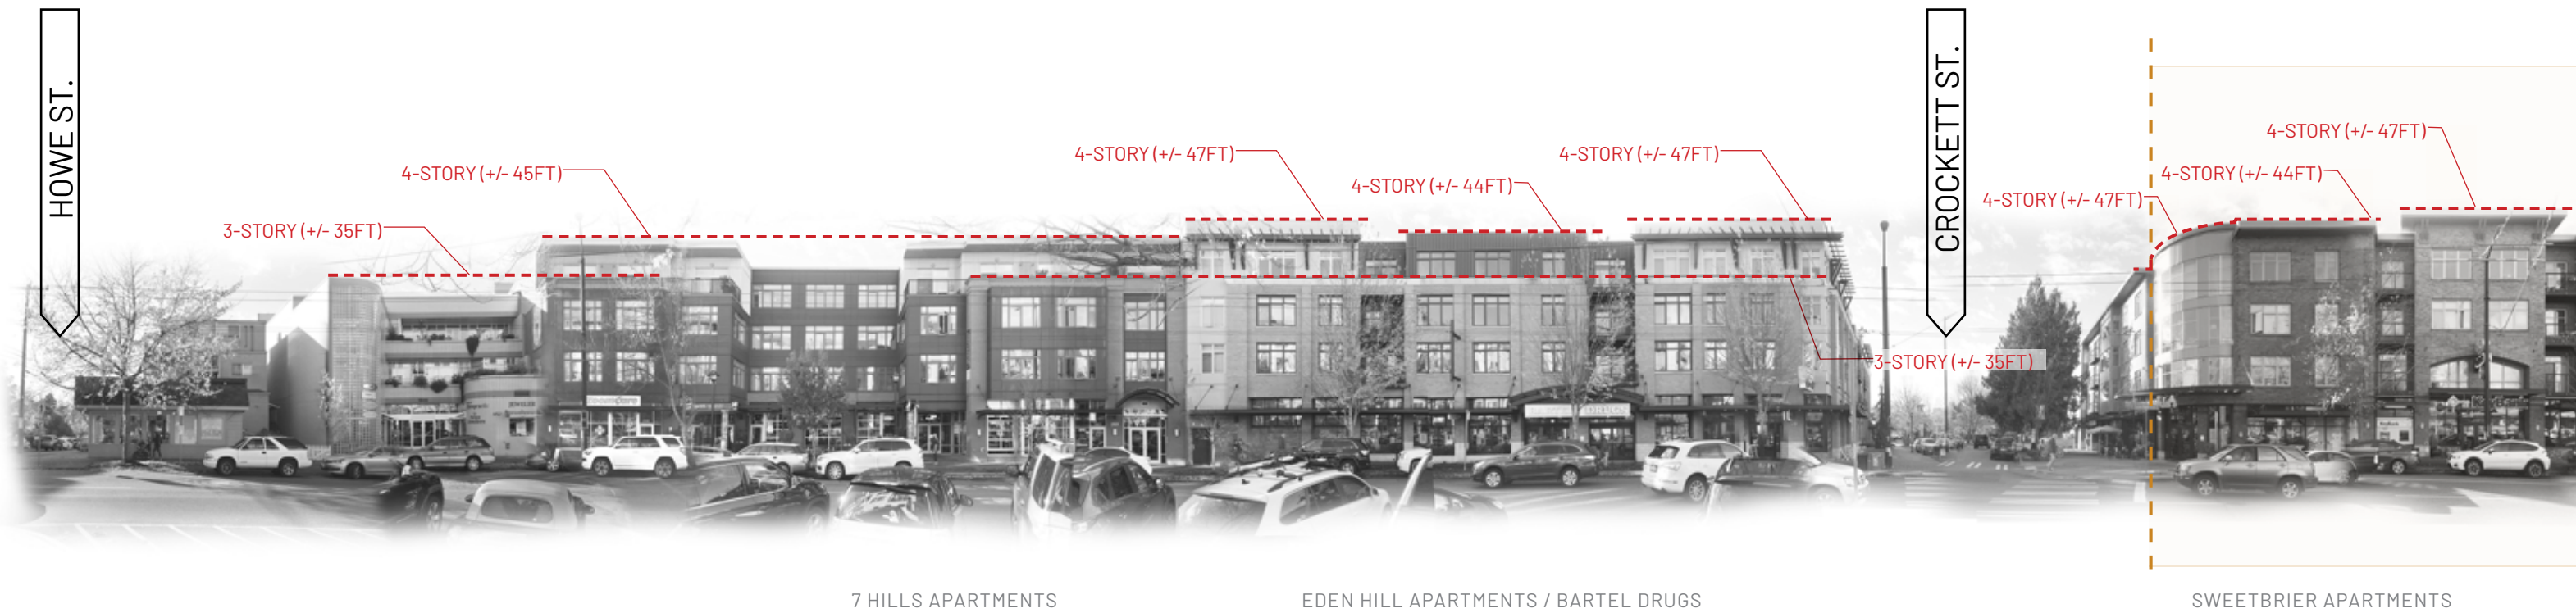 HOWE ST.
3-STORY (+/- 35FT)
4-STORY (+/- 45FT)
4-STORY (+/- 47FT)
4-STORY (+/- 44FT)
4-STORY (+/- 47FT)
3-STORY (+/- 35FT)
CROCKETT ST.
4-STORY (+/- 47FT)
4-STORY (+/- 44FT)
4-STORY (+/- 47FT)
JEWELER
DRUGS
7 HILLS APARTMENTS
EDEN HILL APARTMENTS / BARTEL DRUGS
SWEETBRIER APARTMENTS